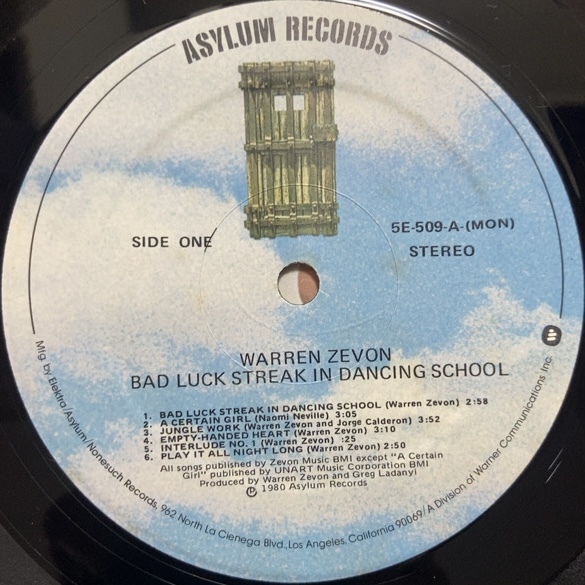 ASYLUM RECORDS
SIDE ONE
5E-509-A-(MON)
STEREO
WARREN ZEVON
BAD LUCK STREAK IN DANCING SCHOOL
1. BAD LUCK STREAK IN DANCING SCHOOL (Warren Zevon) 2:58
2. A CERTAIN GIRL (Naomi Neville) 3:05
3. JUNGLE WORK (Warren Zevon and Jorge Calderon) 3:52
4. EMPTY-HANDED HEART (Warren Zevon) 3:10
5. INTERLUDE NO. 1 (Warren Zevon) :25
6. PLAY IT ALL NIGHT LONG (Warren Zevon) 2:50
All songs published by Zevon Music BMI except "A Certain
Girl" published by UNART Music Corporation BMI
Produced by Warren Zevon and Greg Ladanyi
℗ 1980 Asylum Records
Mfg. by Elektra/Asylum/Nonesuch Records, 962 North La Cienega Blvd., Los Angeles, California 90069/A Division of Warner Communications Inc.